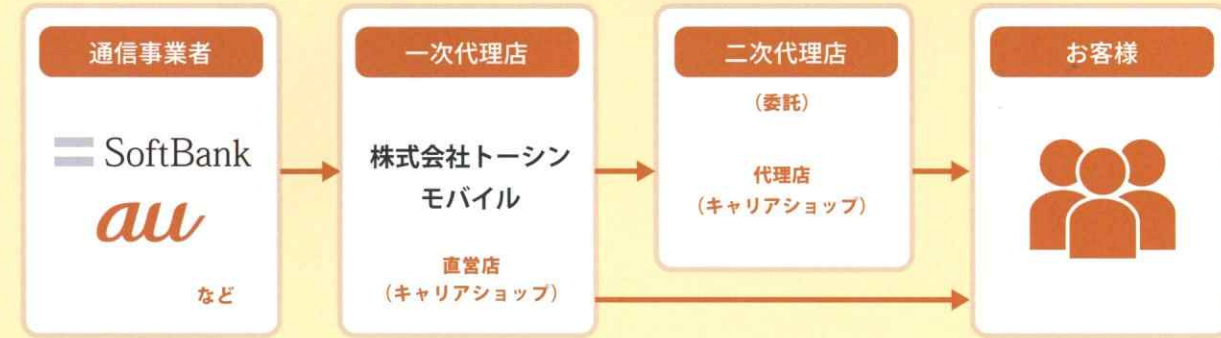 通信事業者
SoftBank
au
など
一次代理店
株式会社トーシン
モバイル
直営店
（キャリアショップ）
二次代理店
（委託）
代理店
（キャリアショップ）
お客様